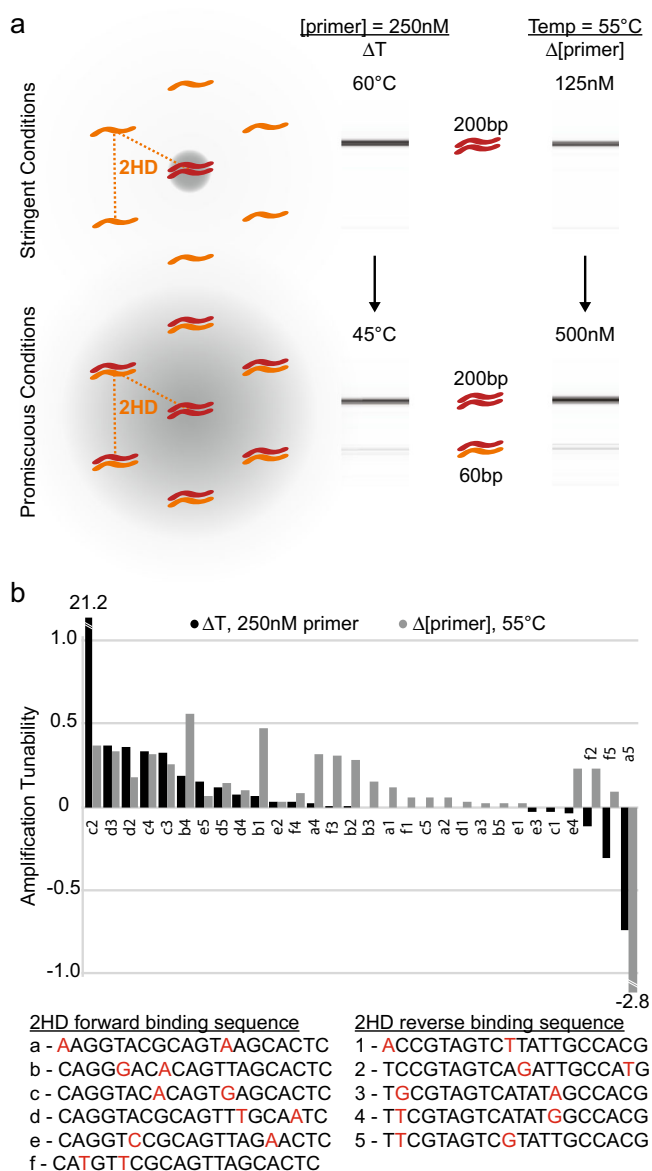 a
[primer] = 250nM
ΔT
Temp = 55°C
Δ[primer]
Stringent Conditions
2HD
60°C
200bp
125nM
Promiscuous Conditions
2HD
45°C
200bp
60bp
500nM
b
21.2
ΔT, 250nM primer
Δ[primer], 55°C
Amplification Tunability
1.0
0.5
0
-0.5
-1.0
c2 d3 d2 c4 c3 b4 e5 d5 d4 b1 e2 f4 a4 f3 b2 b3 a1 f1 c5 a2 d1 a3 b5 e1 e3 c1 e4 f2 f5 a5
-2.8
2HD forward binding sequence
a - AAGGTACGCAGTAAGCACTC
b - CAGGGACACAGTTAGCACTC
c - CAGGTACACAGTGAGCACTC
d - CAGGTACGCAGTTTGCAATC
e - CAGGTCCGCAGTTAGAACTC
f - CATGTTCGCAGTTAGCACTC
2HD reverse binding sequence
1 - ACCGTAGTCTTATTGCCACG
2 - TCCGTAGTCAGATTGCCATG
3 - TGCGTAGTCATATAGCCACG
4 - TTCGTAGTCATATGGCCACG
5 - TTCGTAGTCGTATTGCCACG